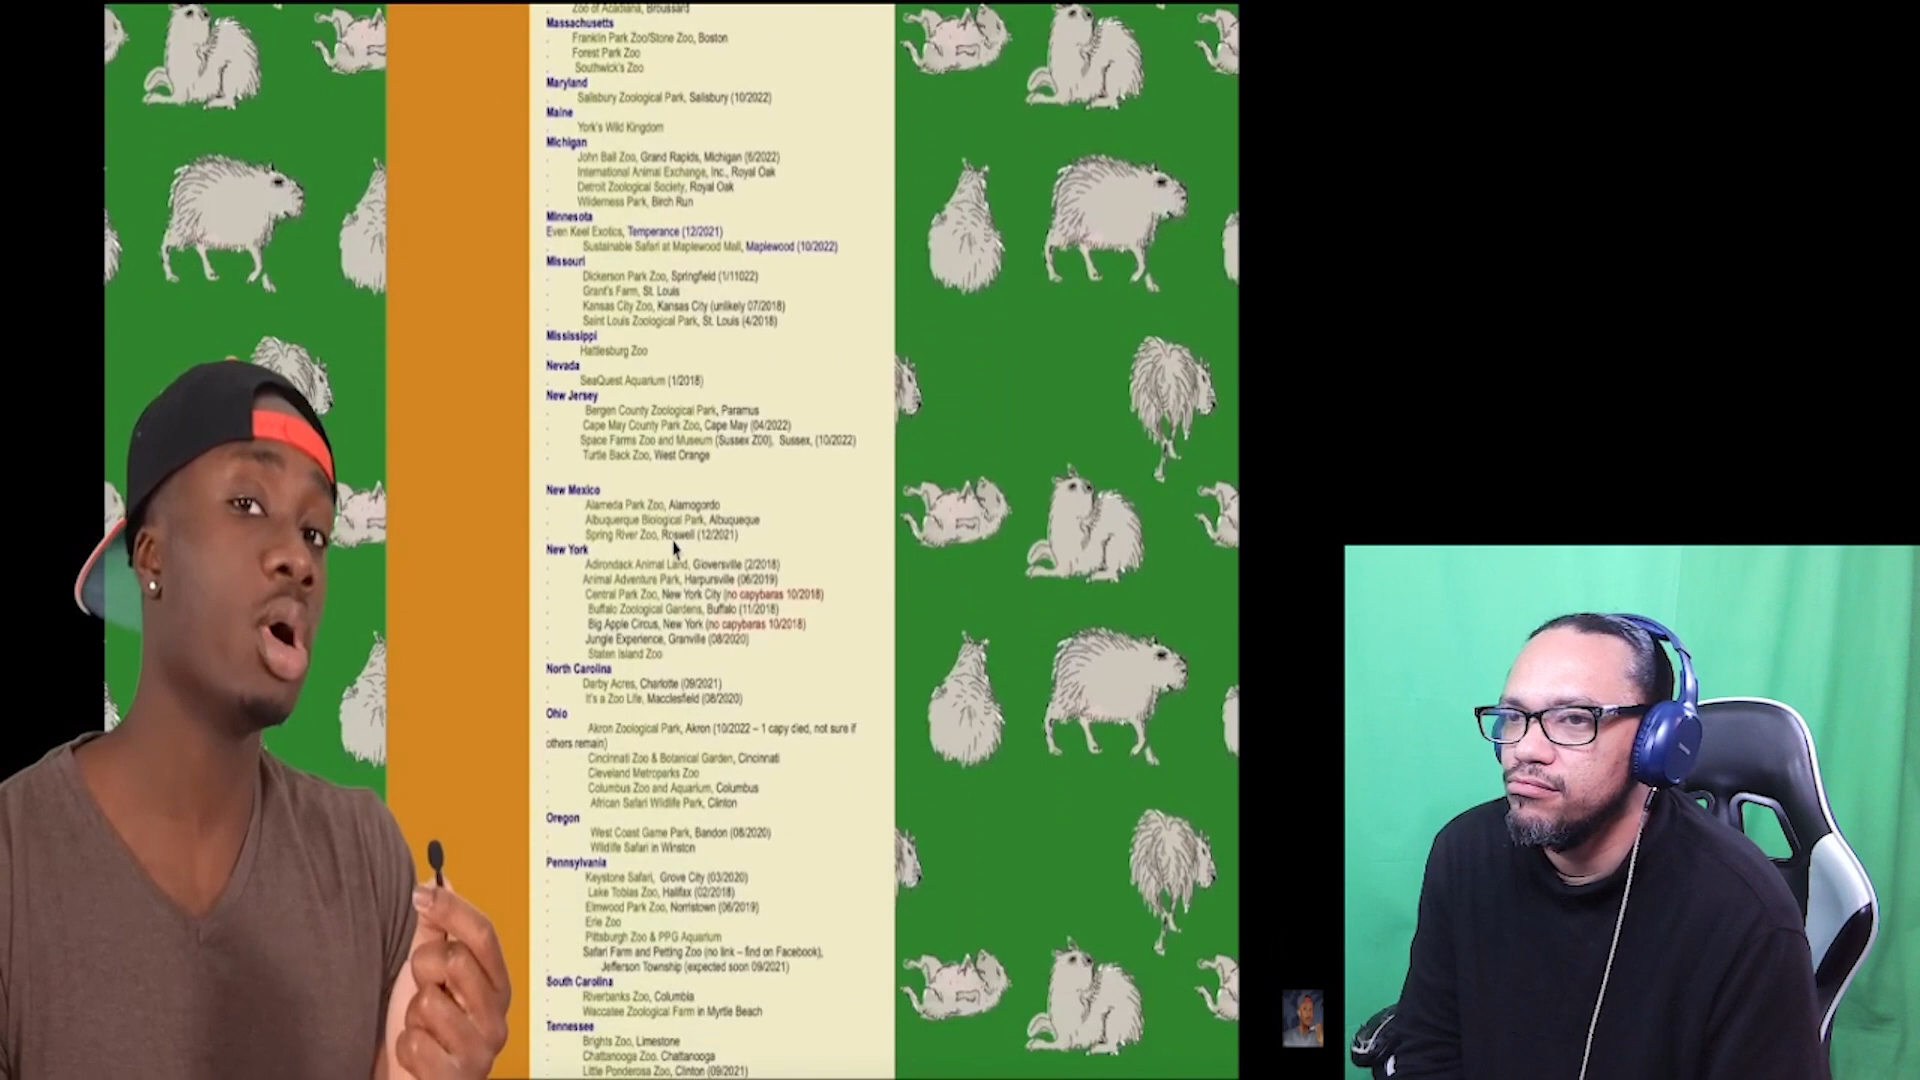 Zoo of Acadiana, Broussard
Massachusetts
Franklin Park Zoo/Stone Zoo, Boston
Forest Park Zoo
Southwick's Zoo
Maryland
Salisbury Zoological Park, Salisbury (10/2022)
Maine
York's Wild Kingdom
Michigan
John Ball Zoo, Grand Rapids, Michigan (6/2022)
International Animal Exchange, Inc., Royal Oak
Detroit Zoological Society, Royal Oak
Wilderness Park, Birch Run
Minnesota
Even Keel Exotics, Temperance (12/2021)
Sustainable Safari at Maplewood Mall, Maplewood (10/2022)
Missouri
Dickerson Park Zoo, Springfield (1/11022)
Grant's Farm, St. Louis
Kansas City Zoo, Kansas City (unlikely 07/2018)
Saint Louis Zoological Park, St. Louis (4/2018)
Mississippi
Hattiesburg Zoo
Nevada
SeaQuest Aquarium (1/2018)
New Jersey
Bergen County Zoological Park, Paramus
Cape May County Park Zoo, Cape May (04/2022)
Space Farms Zoo and Museum (Sussex Z00), Sussex, (10/2022)
Turtle Back Zoo, West Orange
New Mexico
Alameda Park Zoo, Alamogordo
Albuquerque Biological Park, Albuqueque
Spring River Zoo, Roswell (12/2021)
New York
Adirondack Animal Land, Gloversville (2/2018)
Animal Adventure Park, Harpursville (06/2019)
Central Park Zoo, New York City (no capybaras 10/2018)
Buffalo Zoological Gardens, Buffalo (11/2018)
Big Apple Circus, New York (no capybaras 10/2018)
Jungle Experience, Granville (08/2020)
Staten Island Zoo
North Carolina
Darby Acres, Charlotte (09/2021)
It's a Zoo Life, Macclesfield (08/2020)
Ohio
Akron Zoological Park, Akron (10/2022 – 1 capy died, not sure if
others remain)
Cincinnati Zoo & Botanical Garden, Cincinnati
Cleveland Metroparks Zoo
Columbus Zoo and Aquarium, Columbus
African Safari Wildlife Park, Clinton
Oregon
West Coast Game Park, Bandon (08/2020)
Wildlife Safari in Winston
Pennsylvania
Keystone Safari, Grove City (03/2020)
Lake Tobias Zoo, Halifax (02/2018)
Elmwood Park Zoo, Norristown (06/2019)
Erie Zoo
Pittsburgh Zoo & PPG Aquarium
Safari Farm and Petting Zoo (no link – find on Facebook),
Jefferson Township (expected soon 09/2021)
South Carolina
Riverbanks Zoo, Columbia
Waccatee Zoological Farm in Myrtle Beach
Tennessee
Brights Zoo, Limestone
Chattanooga Zoo. Chattanooga
Little Ponderosa Zoo, Clinton (09/2021)